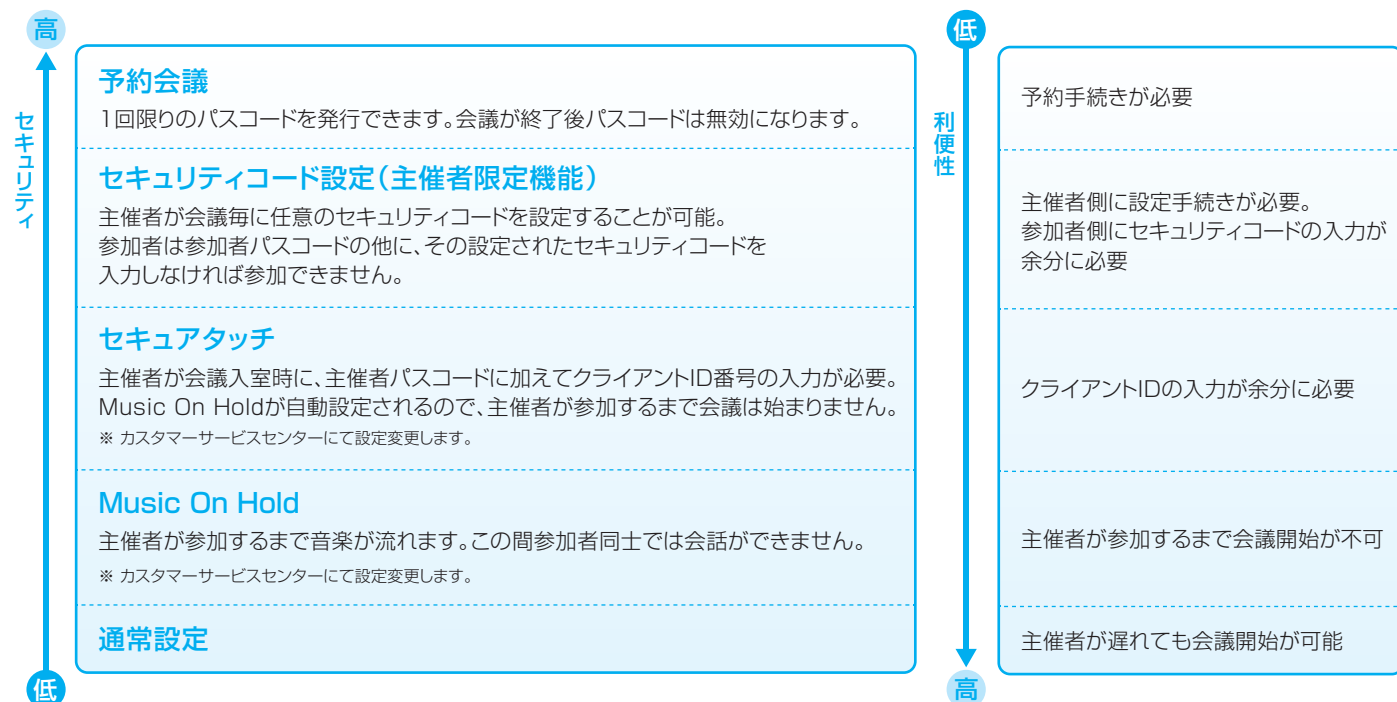 高
セキュリティ
低
予約会議
1回限りのパスコードを発行できます。会議が終了後パスコードは無効になります。
セキュリティコード設定（主催者限定機能）
主催者が会議毎に任意のセキュリティコードを設定することが可能。
参加者は参加者パスコードの他に、その設定されたセキュリティコードを
入力しなければ参加できません。
セキュアタッチ
主催者が会議入室時に、主催者パスコードに加えてクライアントID番号の入力が必要。
Music On Holdが自動設定されるので、主催者が参加するまで会議は始まりません。
※ カスタマーサービスセンターにて設定変更します。
Music On Hold
主催者が参加するまで音楽が流れます。この間参加者同士では会話ができません。
※ カスタマーサービスセンターにて設定変更します。
通常設定
低
利便性
高
予約手続きが必要
主催者側に設定手続きが必要。
参加者側にセキュリティコードの入力が
余分に必要
クライアントIDの入力が余分に必要
主催者が参加するまで会議開始が不可
主催者が遅れても会議開始が可能